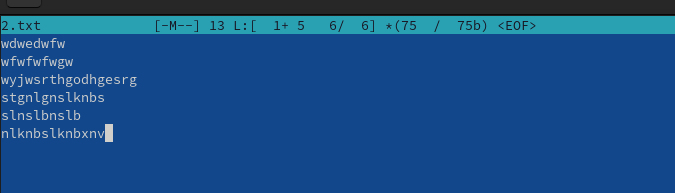 2.txt [-M--] 13 L:[ 1+ 5 6/ 6] *(75 / 75b) <EOF>
wdwedwfw
wfwfwfwgw
wyjwsrthgodhgesrg
stgnlgnslknbs
slnslbnslb
nlknbslknbxnv